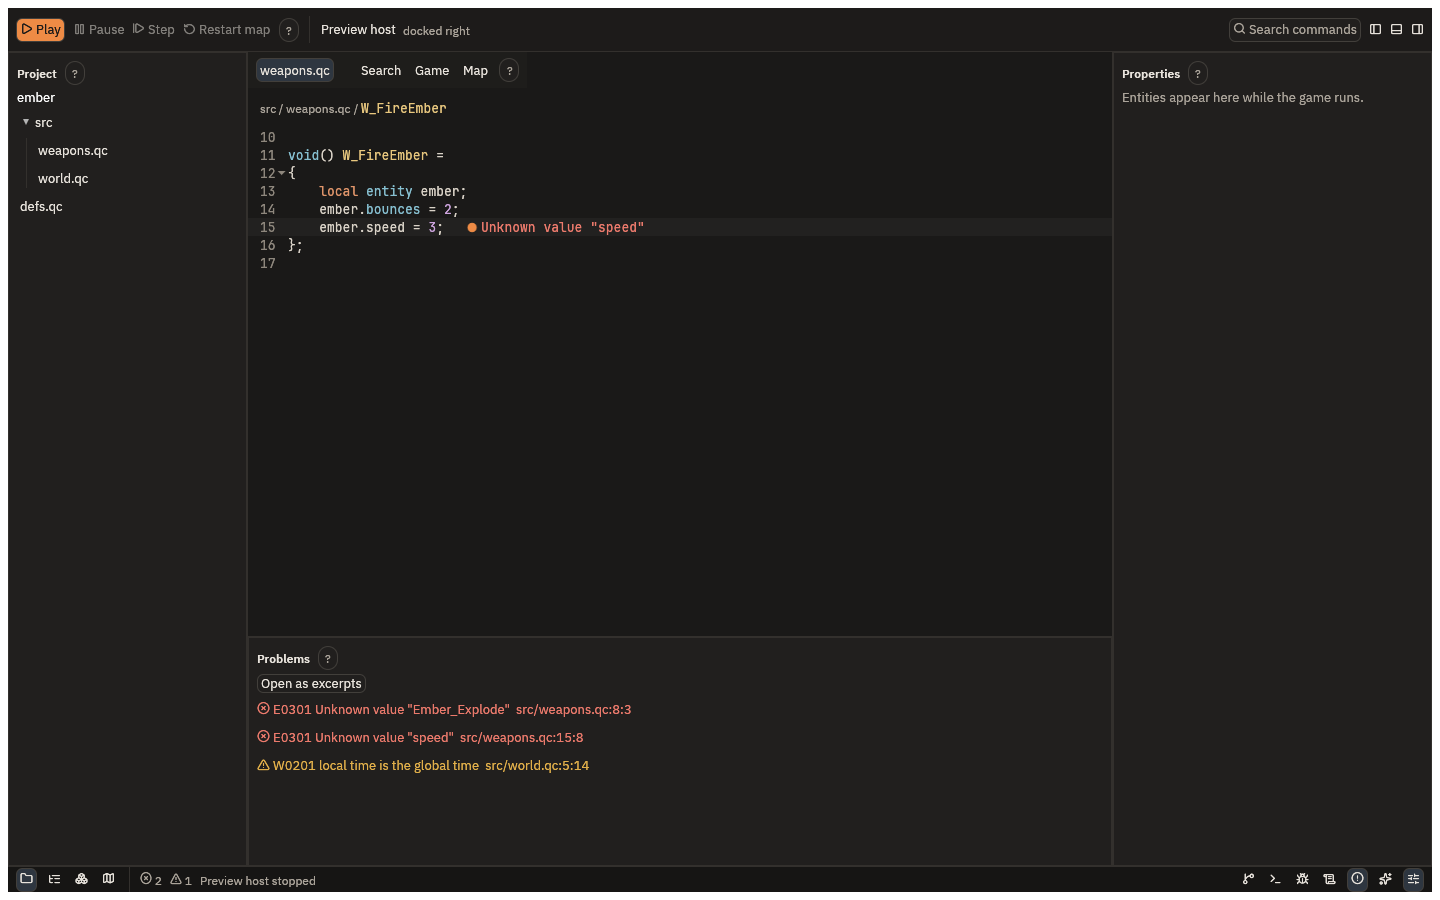 Play Pause Step Restart map ? Preview host docked right Search commands
Project ?
ember
src
weapons.qc
world.qc
defs.qc
weapons.qc Search Game Map ?
src / weapons.qc / W_FireEmber
10
11 void() W_FireEmber =
12 {
13 local entity ember;
14 ember.bounces = 2;
15 ember.speed = 3; Unknown value "speed"
16 };
17
Problems ?
Open as excerpts
E0301 Unknown value "Ember_Explode" src/weapons.qc:8:3
E0301 Unknown value "speed" src/weapons.qc:15:8
W0201 local time is the global time src/world.qc:5:14
Properties ?
Entities appear here while the game runs.
2 1 Preview host stopped